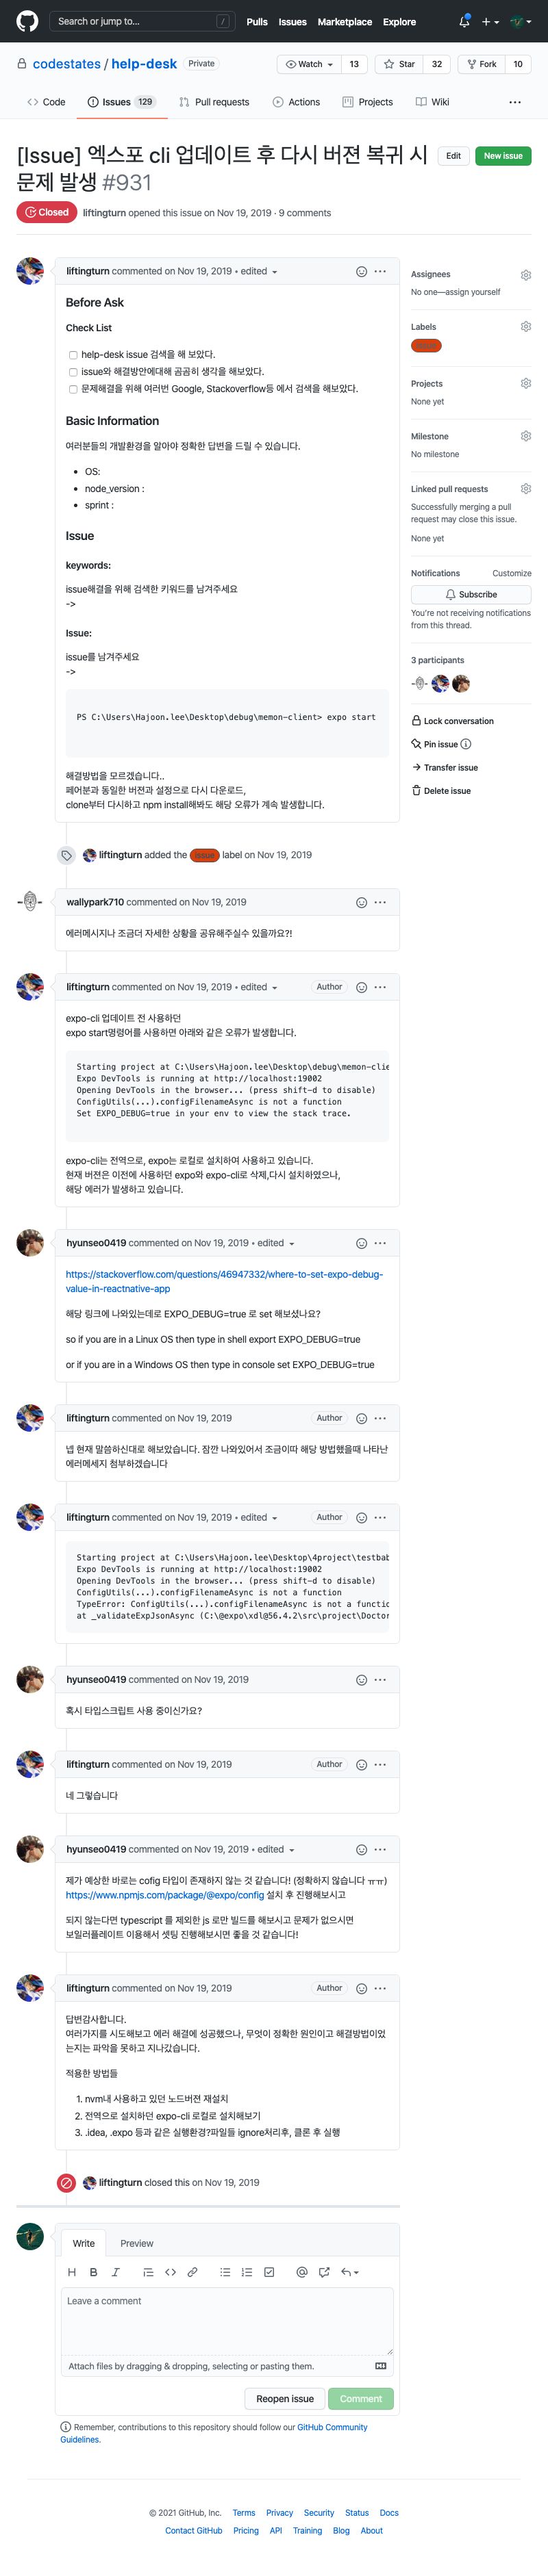 Search or jump to...
/
Pulls Issues Marketplace Explore
codestates / help-desk Private
Watch 13 Star 32 Fork 10
Code Issues 129 Pull requests Actions Projects Wiki
[Issue] 엑스포 cli 업데이트 후 다시 버젼 복귀 시
문제 발생 #931
Edit New issue
Closed liftingturn opened this issue on Nov 19, 2019 · 9 comments
liftingturn commented on Nov 19, 2019 • edited
Before Ask
Check List
help-desk issue 검색을 해 보았다.
issue와 해결방안에대해 곰곰히 생각을 해보았다.
문제해결을 위해 여러번 Google, Stackoverflow등 에서 검색을 해보았다.
Basic Information
여러분들의 개발환경을 알아야 정확한 답변을 드릴 수 있습니다.
• OS:
• node_version :
• sprint :
Issue
keywords:
issue해결을 위해 검색한 키워드를 남겨주세요
->
Issue:
issue를 남겨주세요
->
PS C:\Users\Hajoon.lee\Desktop\debug\memon-client> expo start
해결방법을 모르겠습니다..
페어분과 동일한 버젼과 설정으로 다시 다운로드,
clone부터 다시하고 npm install해봐도 해당 오류가 계속 발생합니다.
Assignees
No one—assign yourself
Labels
issue
Projects
None yet
Milestone
No milestone
Linked pull requests
Successfully merging a pull
request may close this issue.
None yet
Notifications Customize
Subscribe
You're not receiving notifications
from this thread.
3 participants
Lock conversation
Pin issue
Transfer issue
Delete issue
liftingturn added the issue label on Nov 19, 2019
wallypark710 commented on Nov 19, 2019
에러메시지나 조금더 자세한 상황을 공유해주실수 있을까요?!
liftingturn commented on Nov 19, 2019 • edited Author
expo-cli 업데이트 전 사용하던
expo start명령어를 사용하면 아래와 같은 오류가 발생합니다.
Starting project at C:\Users\Hajoon.lee\Desktop\debug\memon-clie
Expo DevTools is running at http://localhost:19002
Opening DevTools in the browser... (press shift-d to disable)
ConfigUtils(...).configFilenameAsync is not a function
Set EXPO_DEBUG=true in your env to view the stack trace.
expo-cli는 전역으로, expo는 로컬로 설치하여 사용하고 있습니다.
현재 버젼은 이전에 사용하던 expo와 expo-cli로 삭제,다시 설치하였으나,
해당 에러가 발생하고 있습니다.
hyunseo0419 commented on Nov 19, 2019 • edited
https://stackoverflow.com/questions/46947332/where-to-set-expo-debug-
value-in-reactnative-app
해당 링크에 나와있는데로 EXPO_DEBUG=true 로 set 해보셨나요?
so if you are in a Linux OS then type in shell export EXPO_DEBUG=true
or if you are in a Windows OS then type in console set EXPO_DEBUG=true
liftingturn commented on Nov 19, 2019 Author
넵 현재 말씀하신대로 해보았습니다. 잠깐 나와있어서 조금이따 해당 방법했을때 나타난
에러메세지 첨부하겠습니다
liftingturn commented on Nov 19, 2019 • edited Author
Starting project at C:\Users\Hajoon.lee\Desktop\4project\testbab
Expo DevTools is running at http://localhost:19002
Opening DevTools in the browser... (press shift-d to disable)
ConfigUtils(...).configFilenameAsync is not a function
TypeError: ConfigUtils(...).configFilenameAsync is not a functio
at _validateExpJsonAsync (C:\@expo\xdl@56.4.2\src\project\Doctor
hyunseo0419 commented on Nov 19, 2019
혹시 타입스크립트 사용 중이신가요?
liftingturn commented on Nov 19, 2019 Author
네 그렇습니다
hyunseo0419 commented on Nov 19, 2019 • edited
제가 예상한 바로는 cofig 타입이 존재하지 않는 것 같습니다! (정확하지 않습니다 ㅠㅠ)
https://www.npmjs.com/package/@expo/config 설치 후 진행해보시고
되지 않는다면 typescript 를 제외한 js 로만 빌드를 해보시고 문제가 없으시면
보일러플레이트 이용해서 셋팅 진행해보시면 좋을 것 같습니다!
liftingturn commented on Nov 19, 2019 Author
답변감사합니다.
여러가지를 시도해보고 에러 해결에 성공했으나, 무엇이 정확한 원인이고 해결방법이었
는지는 파악을 못하고 지나갔습니다.
적용한 방법들
1. nvm내 사용하고 있던 노드버젼 재설치
2. 전역으로 설치하던 expo-cli 로컬로 설치해보기
3. .idea, .expo 등과 같은 실행환경?파일들 ignore처리후, 클론 후 실행
liftingturn closed this on Nov 19, 2019
Write Preview
Leave a comment
Attach files by dragging & dropping, selecting or pasting them.
Reopen issue Comment
Remember, contributions to this repository should follow our GitHub Community
Guidelines.
© 2021 GitHub, Inc. Terms Privacy Security Status Docs
Contact GitHub Pricing API Training Blog About